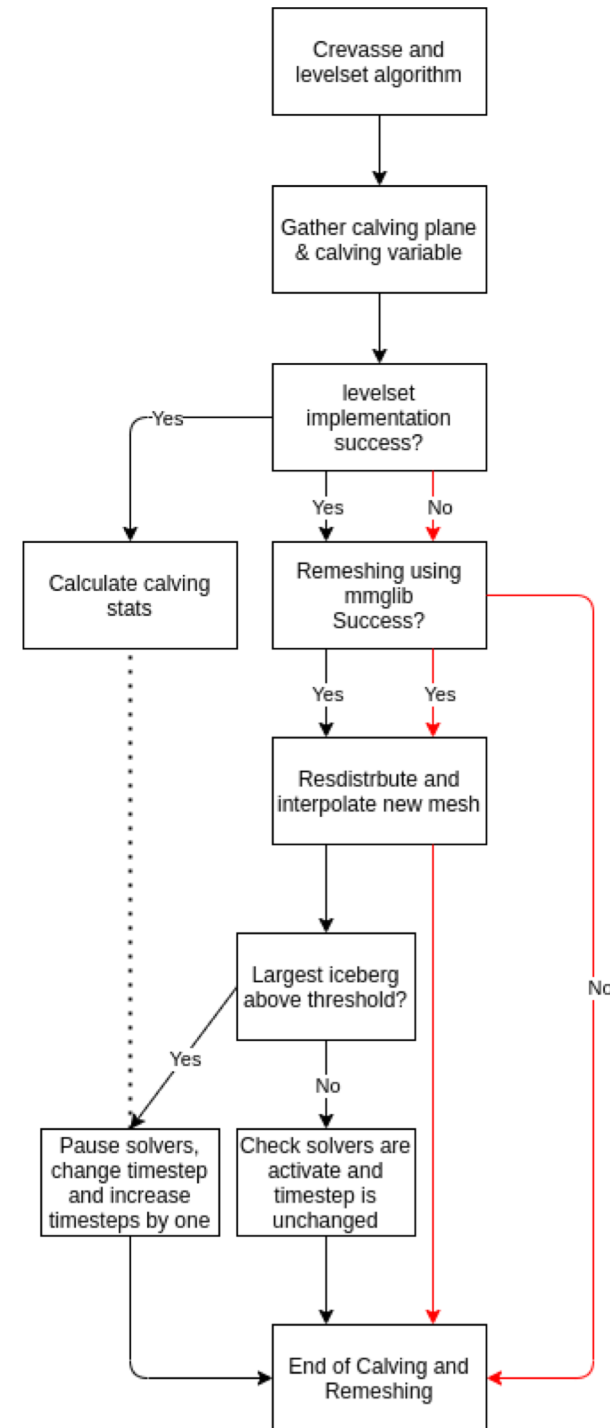 Crevasse and
levelset algorithm
Gather calving plane
& calving variable
levelset
implementation
success?
Yes
Yes
No
Calculate calving
stats
Remeshing using
mmglib
Success?
Yes
Yes
Resdistrbute and
interpolate new mesh
Largest iceberg
above threshold?
No
Yes
No
Pause solvers,
change timestep
and increase
timesteps by one
Check solvers are
activate and
timestep is
unchanged
End of Calving and
Remeshing